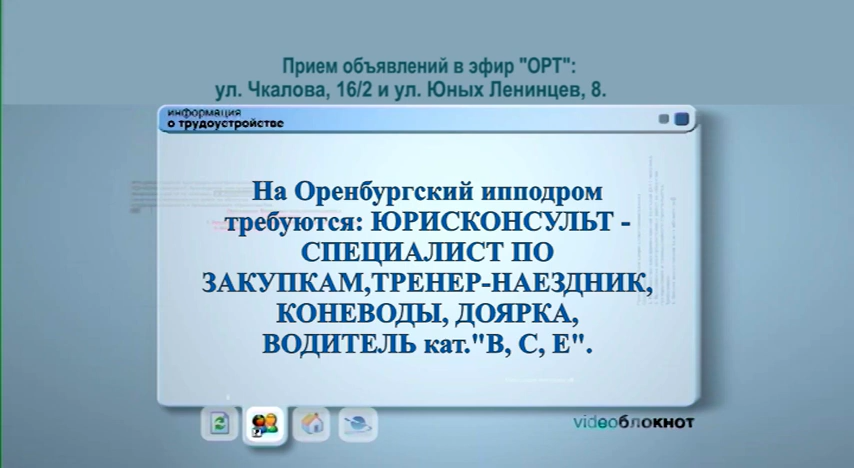 Прием объявлений в эфир "ОРТ":
ул. Чкалова, 16/2 и ул. Юных Ленинцев, 8.
информация
о трудоустройстве
На Оренбургский ипподром
требуются: ЮРИСКОНСУЛЬТ -
СПЕЦИАЛИСТ ПО
ЗАКУПКАМ,ТРЕНЕР-НАЕЗДНИК,
КОНЕВОДЫ, ДОЯРКА,
ВОДИТЕЛЬ кат."В, С, Е".
videoблокнот